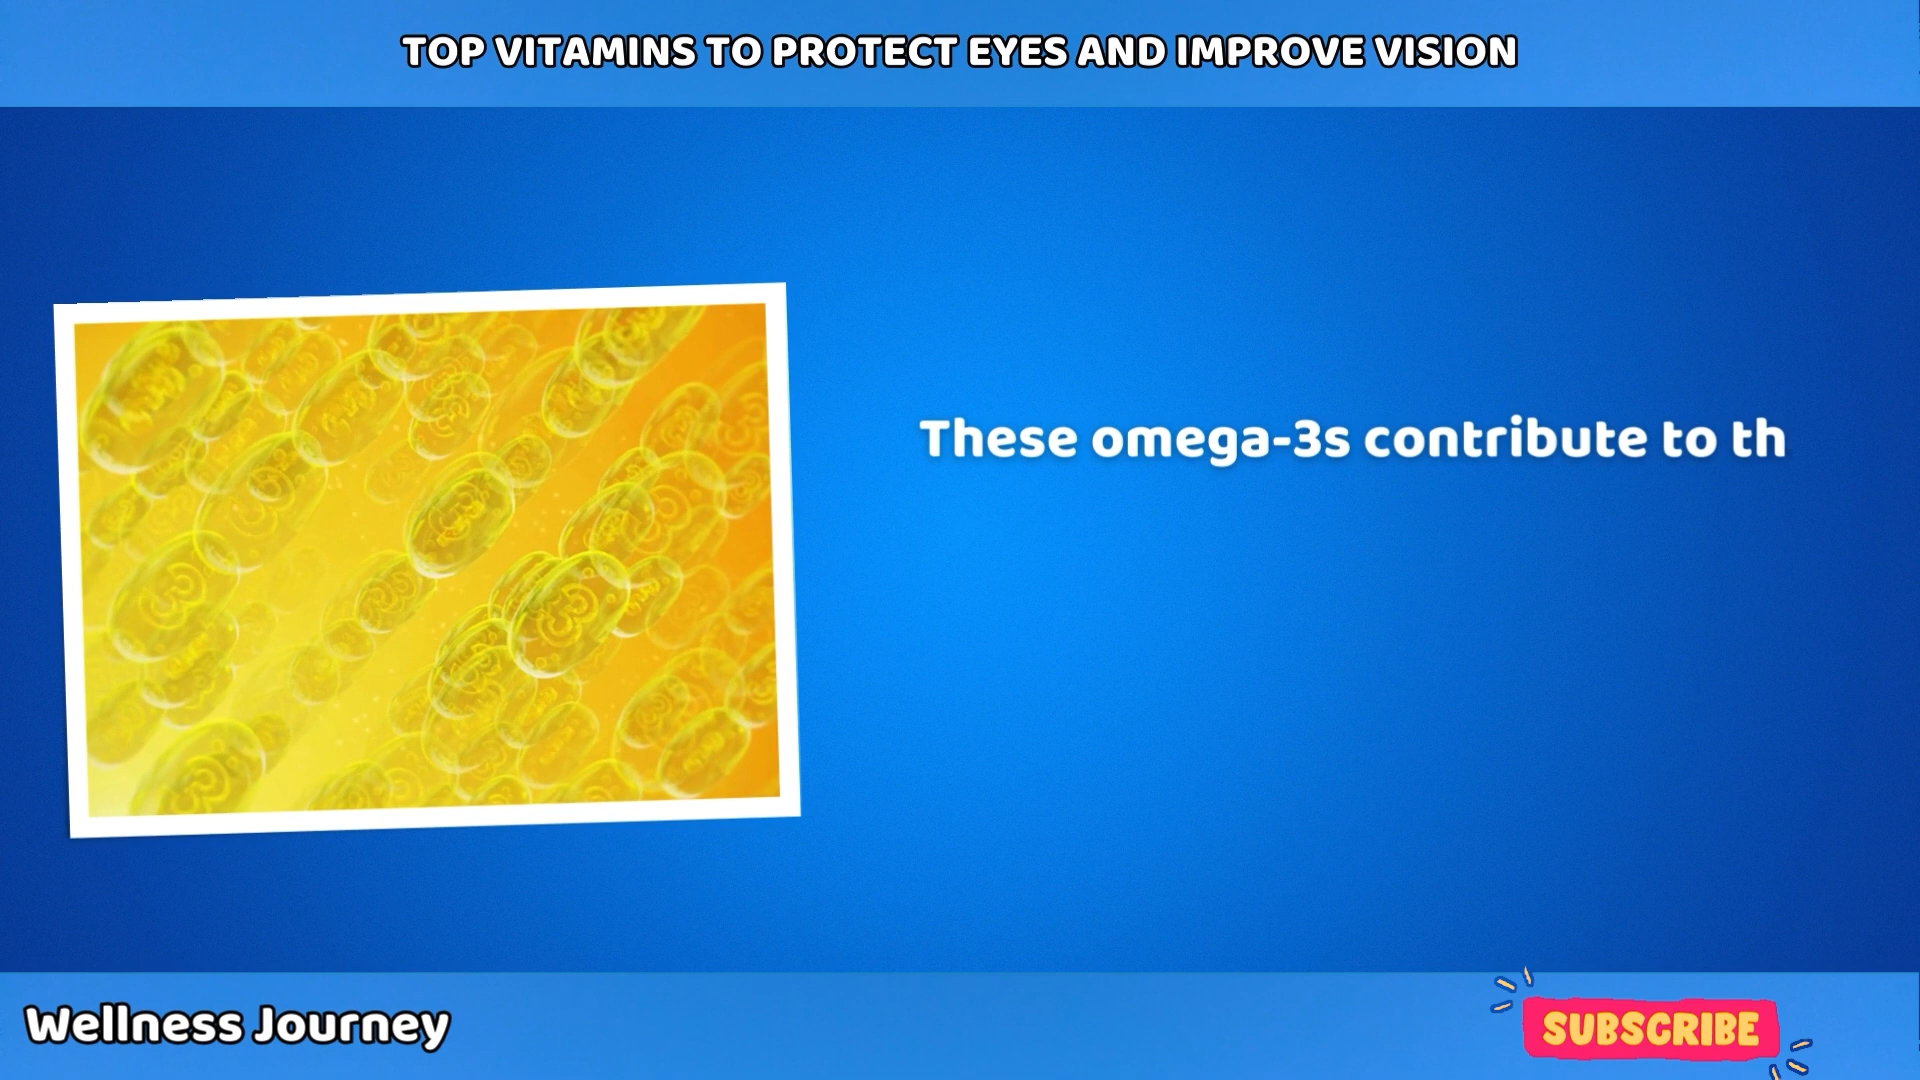 TOP VITAMINS TO PROTECT EYES AND IMPROVE VISION
These omega-3s contribute to th
Wellness Journey
SUBSCRIBE